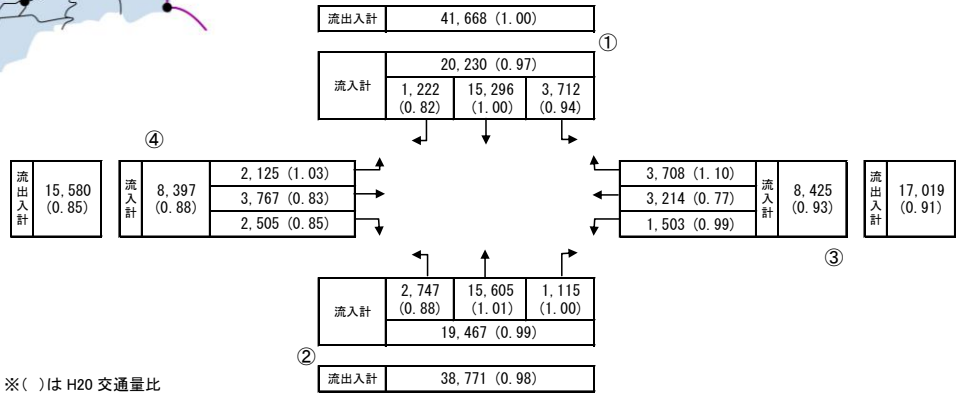 流出入計 41,668 (1.00)
①
流入計 20,230 (0.97)
1,222 15,296 3,712
(0.82) (1.00) (0.94)
④
流出入計 15,580 (0.85)
流入計 8,397 (0.88)
2,125 (1.03)
3,767 (0.83)
2,505 (0.85)
3,708 (1.10)
3,214 (0.77)
1,503 (0.99)
流入計 8,425 (0.93)
流出入計 17,019 (0.91)
③
流入計
2,747 15,605 1,115
(0.88) (1.01) (1.00)
19,467 (0.99)
②
流出入計 38,771 (0.98)
※( )は H20 交通量比